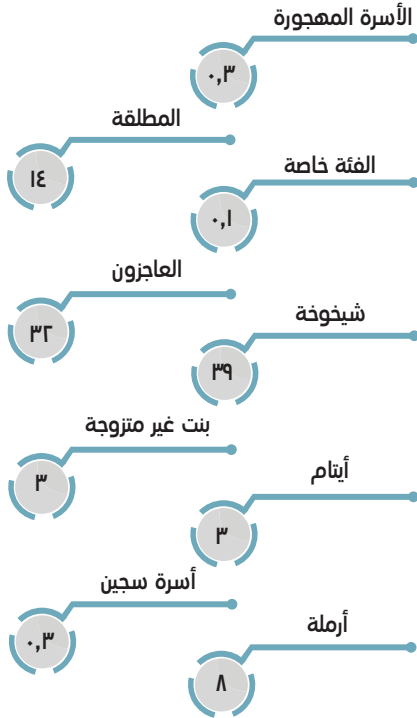 الأسرة المهجورة
٠,٣
المطلقة
١٤
الفئة خاصة
٠,١
العاجزون
٣٢
شيخوخة
٣٩
بنت غير متزوجة
٣
أيتام
٣
أسرة سجين
٠,٣
أرملة
٨